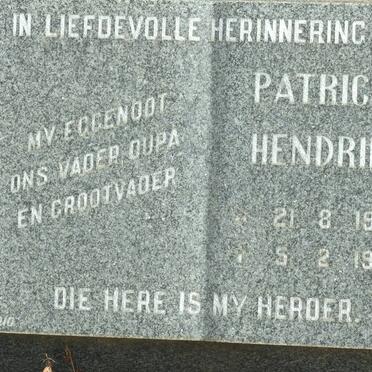 IN LIEFDEVOLLE HERINNERING
MY EGGENOOT
ONS VADER OUPA
EN GROOTVADER
PATRIC
HENDRI
21 8 19
5 2 19
DIE HERE IS MY HERDER.